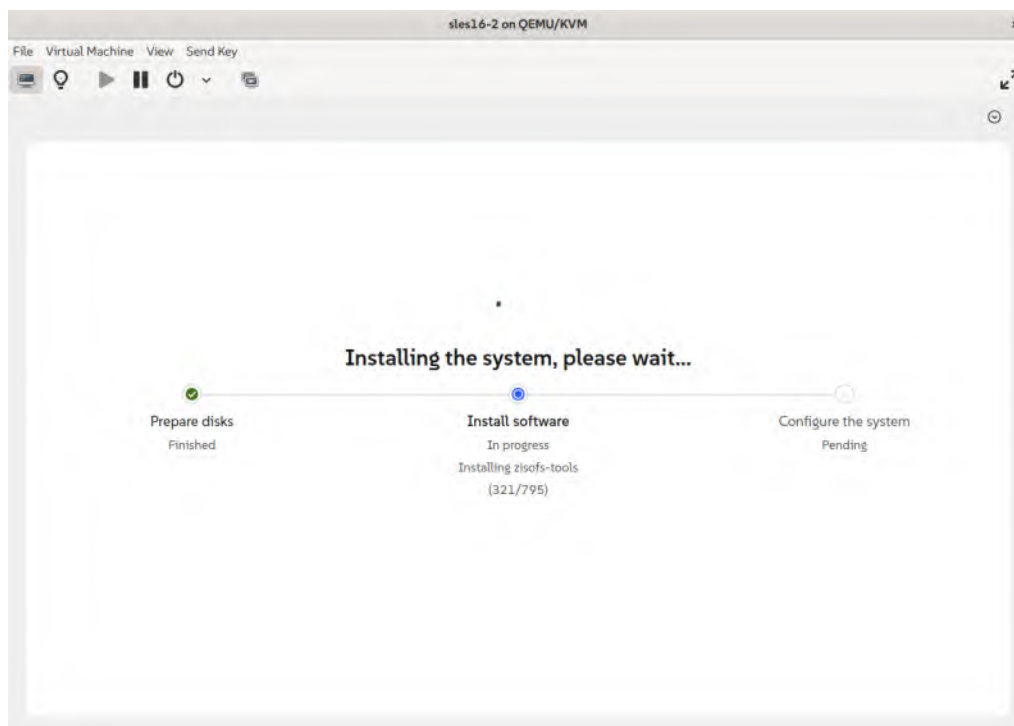 sles16-2 on QEMU/KVM
File Virtual Machine View Send Key
Installing the system, please wait...
Prepare disks
Finished
Install software
In progress
Installing zisofs-tools
(321/795)
Configure the system
Pending